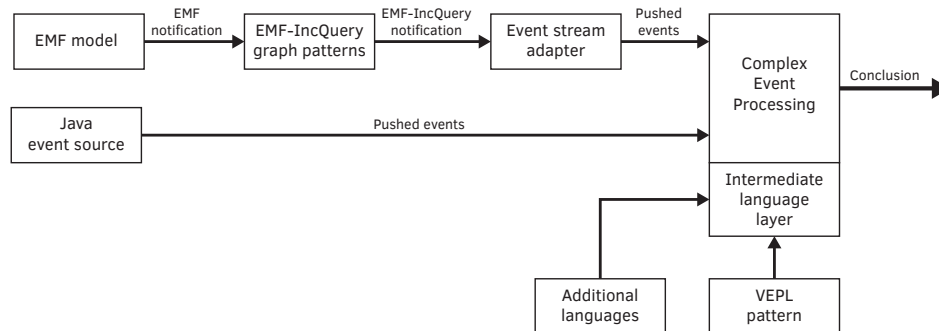 EMF model
EMF
notification
EMF-IncQuery
graph patterns
EMF-IncQuery
notification
Event stream
adapter
Pushed
events
Complex
Event
Processing
Conclusion
Java
event source
Pushed events
Intermediate
language
layer
Additional
languages
VEPL
pattern